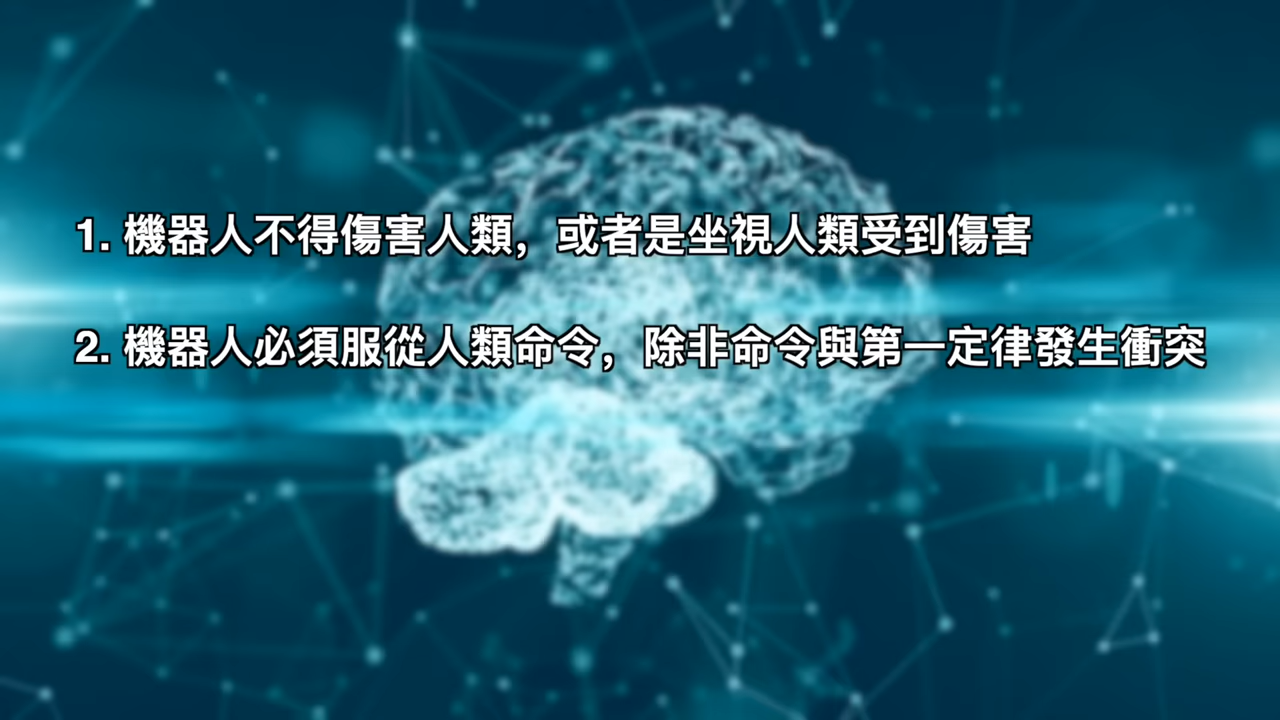 1. 機器人不得傷害人類，或者是坐視人類受到傷害
2. 機器人必須服從人類命令，除非命令與第一定律發生衝突